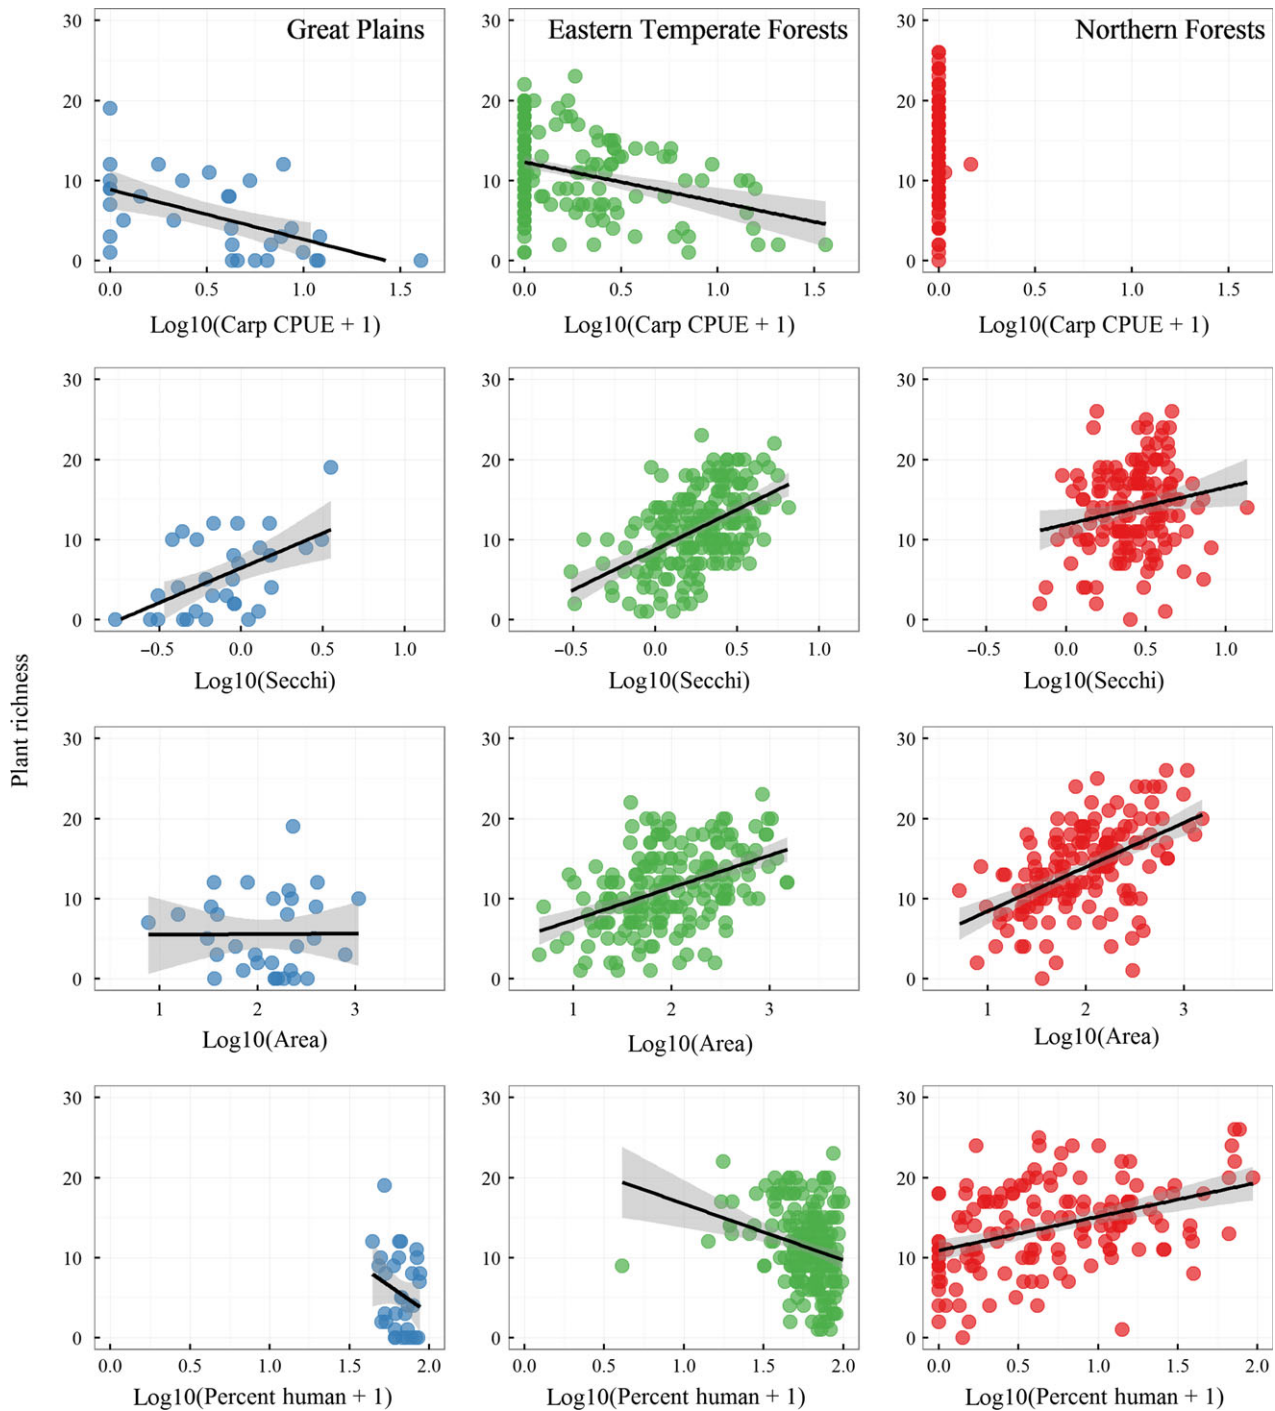 Great Plains
Eastern Temperate Forests
Northern Forests
30
20
10
0
0.0 0.5 1.0 1.5
Log10(Carp CPUE + 1)
30
20
10
0
0.0 0.5 1.0 1.5
Log10(Carp CPUE + 1)
30
20
10
0
0.0 0.5 1.0 1.5
Log10(Carp CPUE + 1)
Plant richness
30
20
10
0
−0.5 0.0 0.5 1.0
Log10(Secchi)
30
20
10
0
−0.5 0.0 0.5 1.0
Log10(Secchi)
30
20
10
0
−0.5 0.0 0.5 1.0
Log10(Secchi)
30
20
10
0
1 2 3
Log10(Area)
30
20
10
0
1 2 3
Log10(Area)
30
20
10
0
1 2 3
Log10(Area)
30
20
10
0
0.0 0.5 1.0 1.5 2.0
Log10(Percent human + 1)
30
20
10
0
0.0 0.5 1.0 1.5 2.0
Log10(Percent human + 1)
30
20
10
0
0.0 0.5 1.0 1.5 2.0
Log10(Percent human + 1)